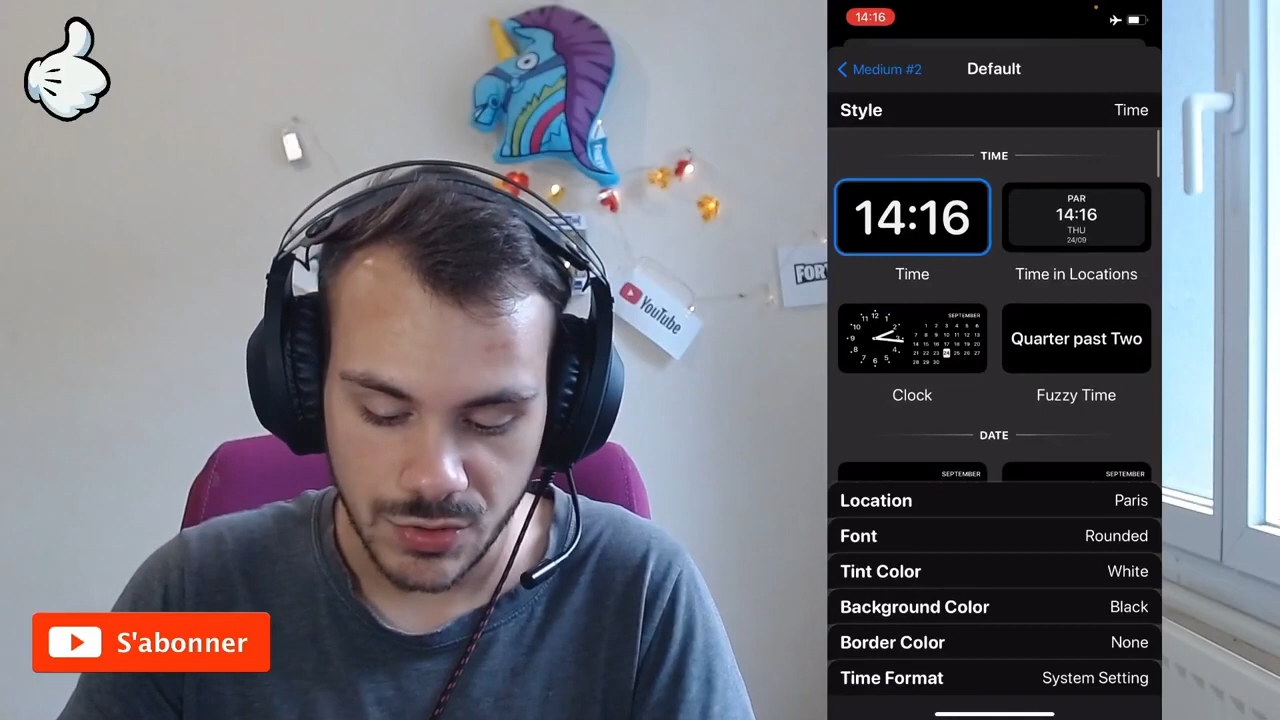 14:16
Medium #2
Default
Style
Time
TIME
14:16
PAR
14:16
THU
24/09
Time
Time in Locations
SEPTEMBER
Quarter past Two
Clock
Fuzzy Time
DATE
SEPTEMBER
SEPTEMBER
Location
Paris
Font
Rounded
Tint Color
White
Background Color
Black
Border Color
None
Time Format
System Setting
YouTube
FOR
S'abonner